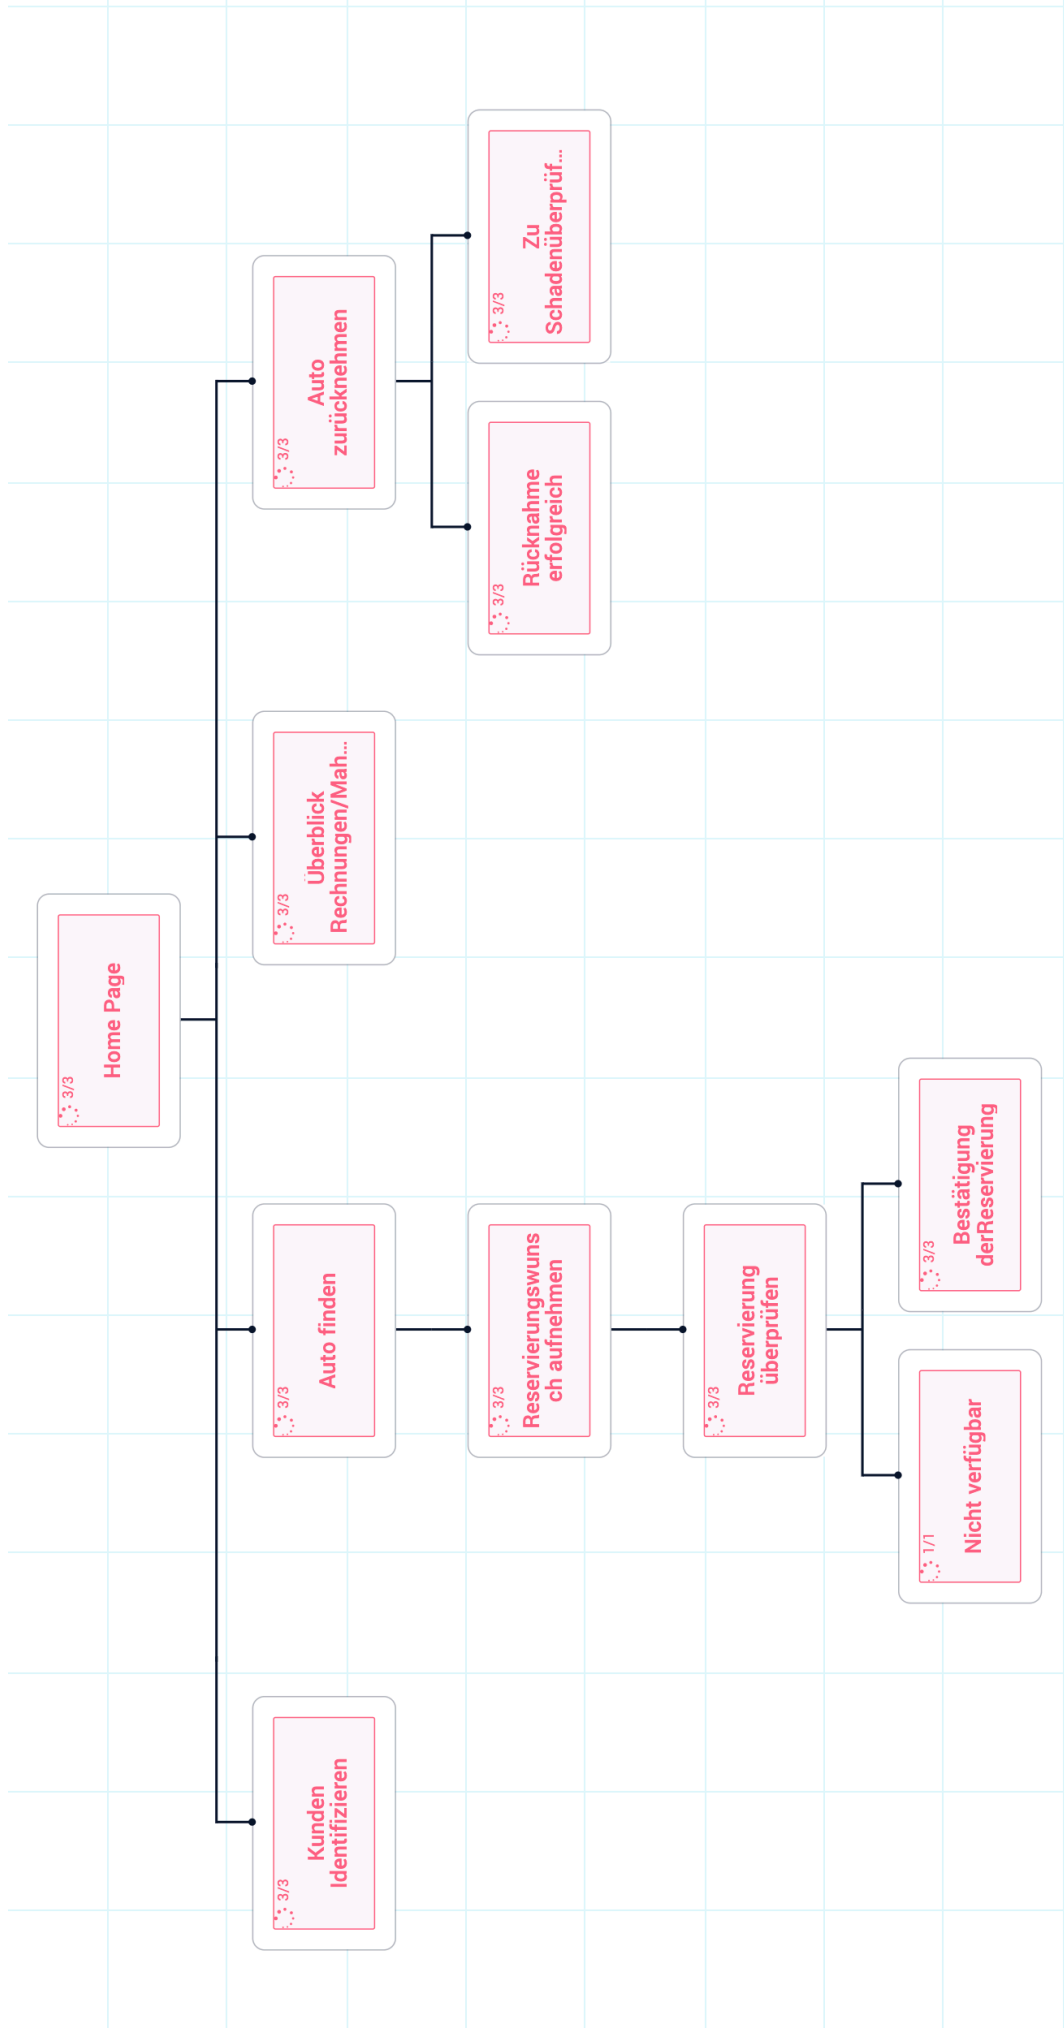 3/3
Home Page
3/3
Kunden
Identifizieren
3/3
Auto finden
3/3
Überblick
Rechnungen/Mah...
3/3
Auto
zurücknehmen
3/3
Reservierungswuns
ch aufnehmen
3/3
Rücknahme
erfolgreich
3/3
Zu
Schadenüberprüf...
3/3
Reservierung
überprüfen
1/1
Nicht verfügbar
3/3
Bestätigung
derReservierung